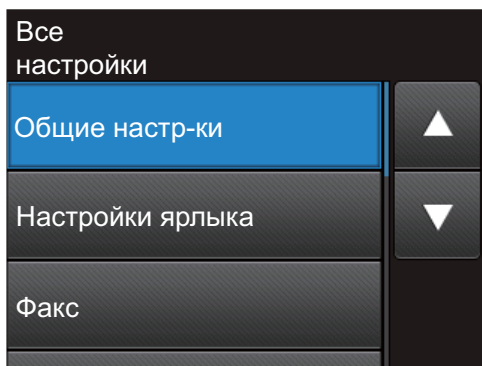 Все
настройки
Общие настр-ки
Настройки ярлыка
Факс